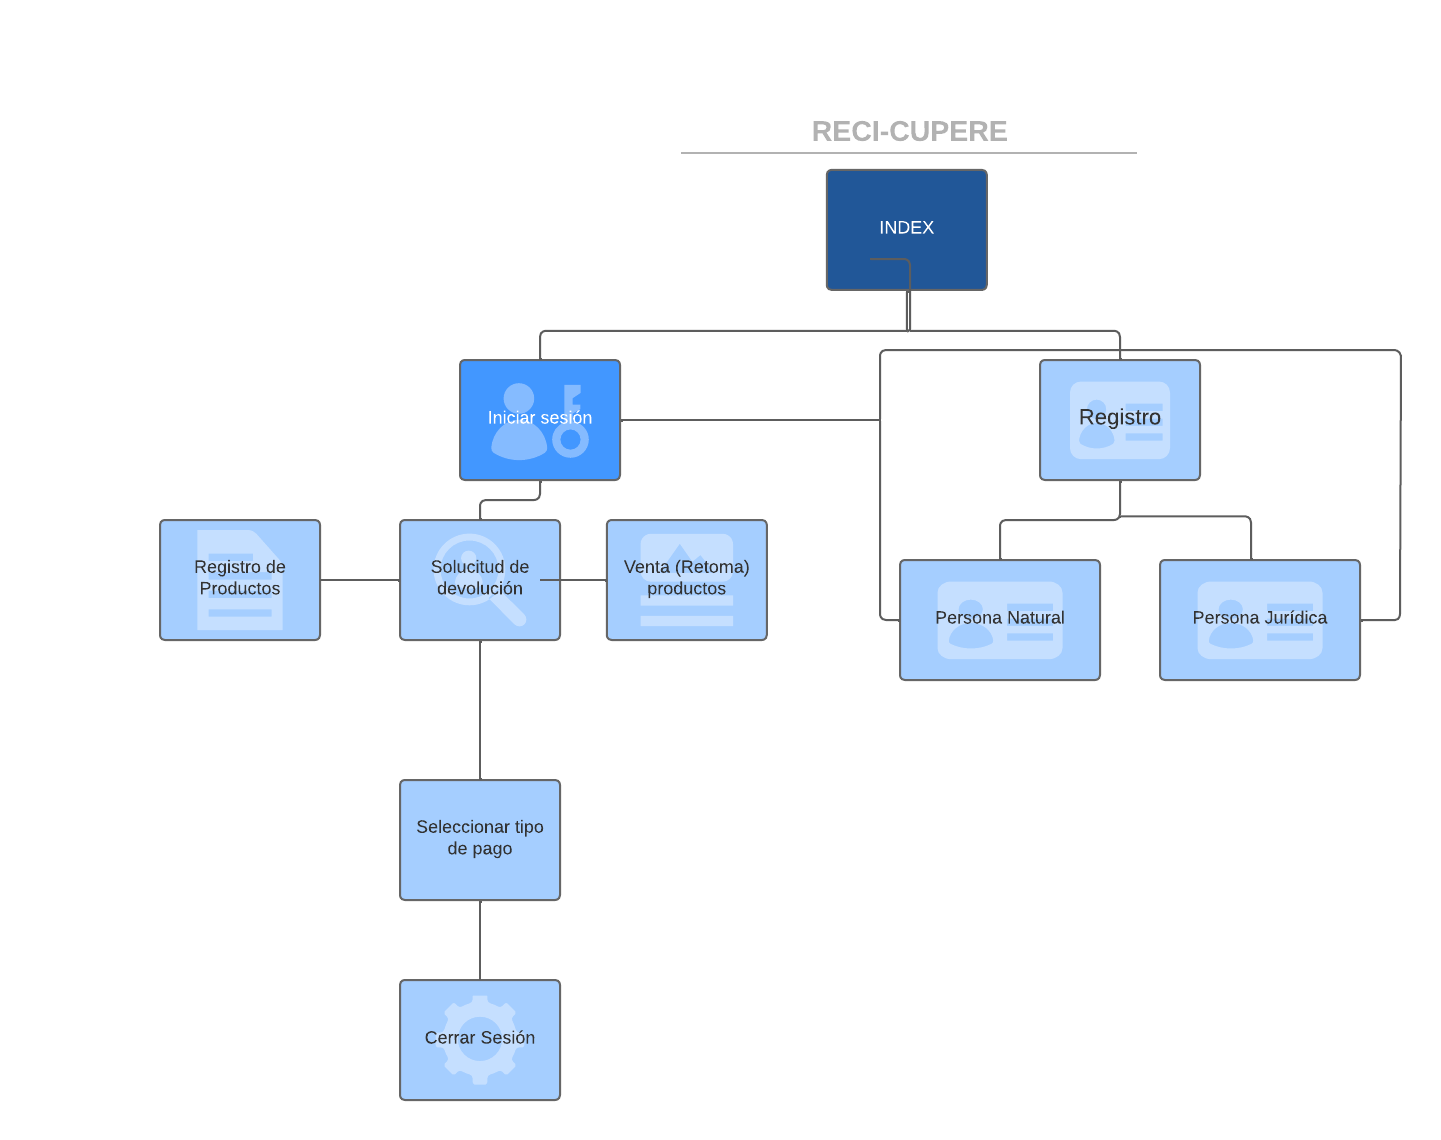 RECI-CUPERE
INDEX
Iniciar sesión
Registro
Registro de
Productos
Solucitud de
devolución
Venta (Retoma)
productos
Persona Natural
Persona Jurídica
Seleccionar tipo
de pago
Cerrar Sesión